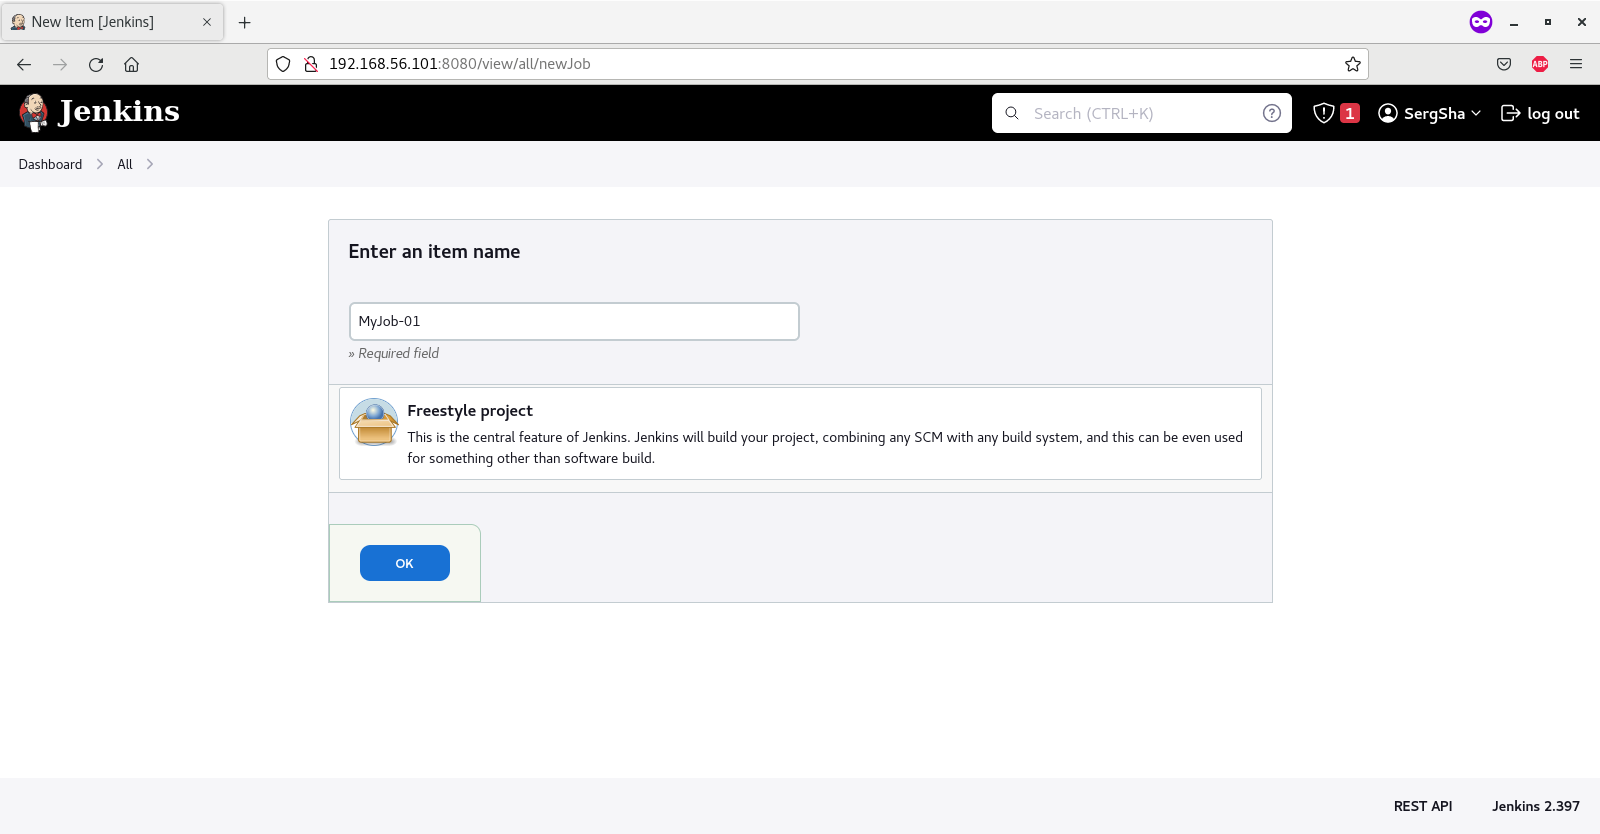 New Item [Jenkins]
192.168.56.101:8080/view/all/newJob
ABP
Jenkins
Search (CTRL+K)
1
SergSha
log out
Dashboard
All
Enter an item name
MyJob-01
» Required field
Freestyle project
This is the central feature of Jenkins. Jenkins will build your project, combining any SCM with any build system, and this can be even used
for something other than software build.
OK
REST API
Jenkins 2.397